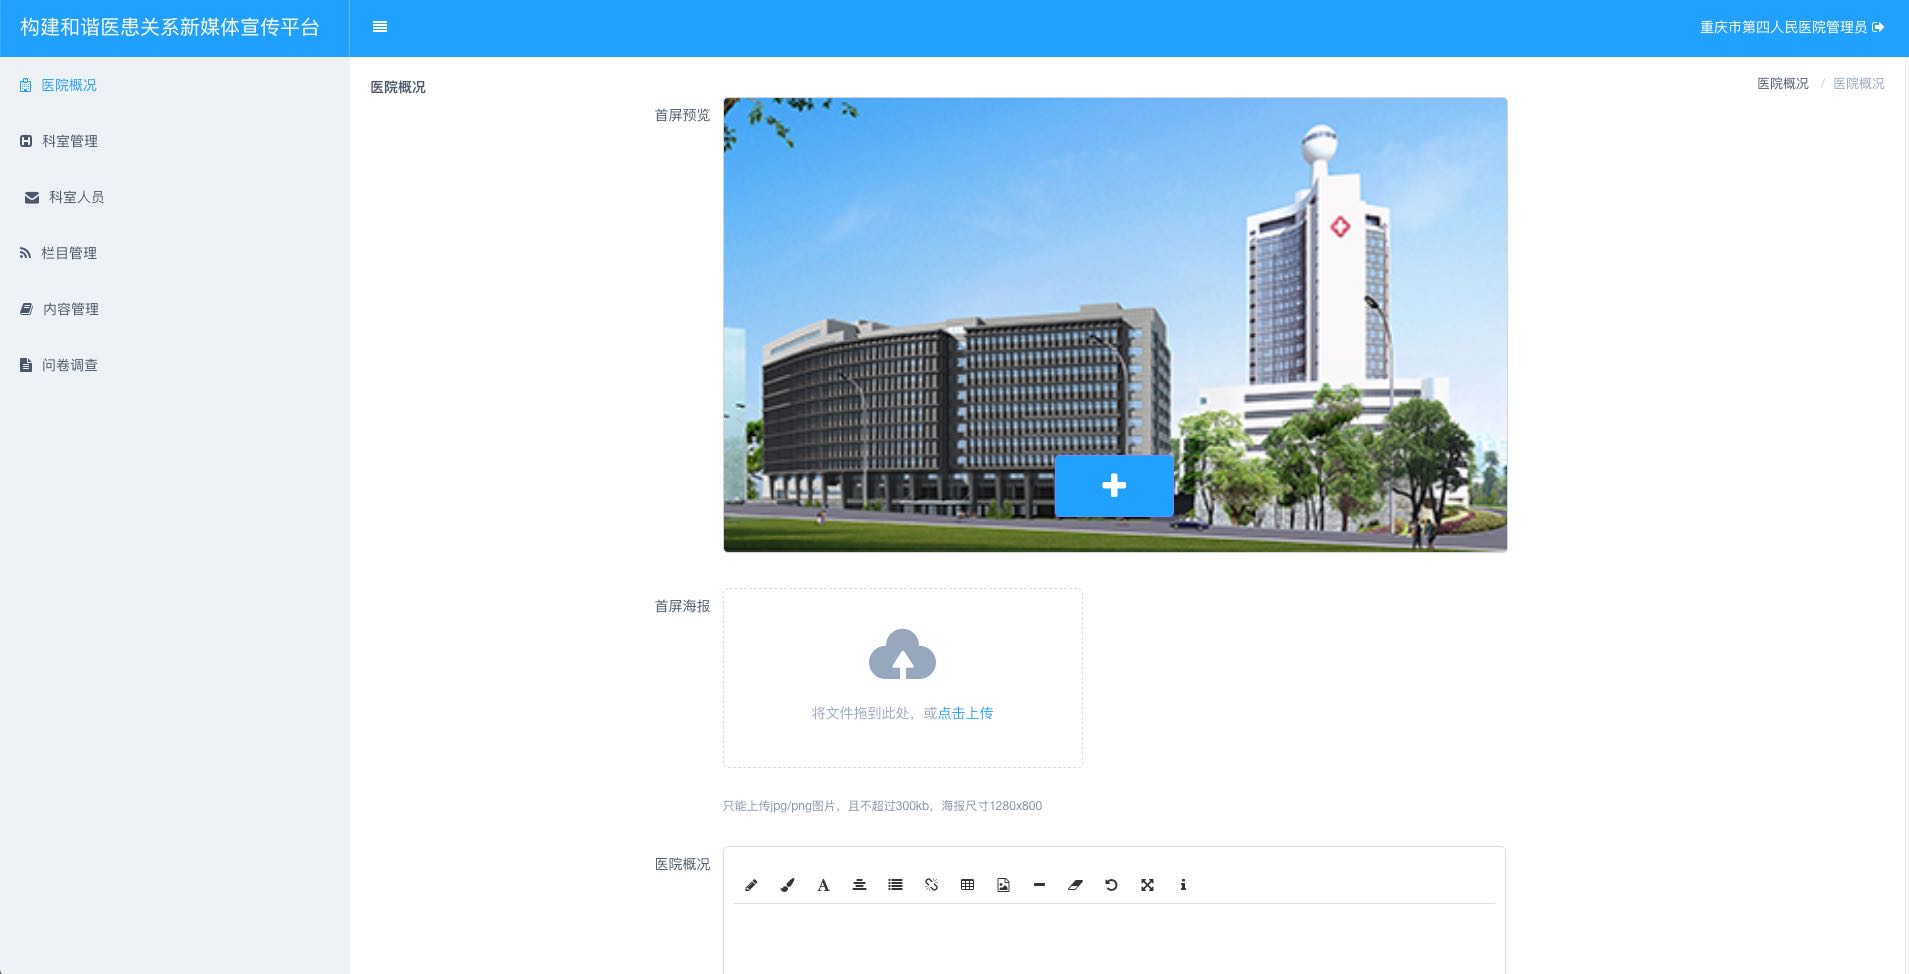 构建和谐医患关系新媒体宣传平台
重庆市第四人民医院管理员
医院概况
科室管理
科室人员
栏目管理
内容管理
问卷调查
医院概况
医院概况 / 医院概况
首屏预览
首屏海报
将文件拖到此处，或点击上传
只能上传jpg/png图片，且不超过300kb，海报尺寸1280x800
医院概况